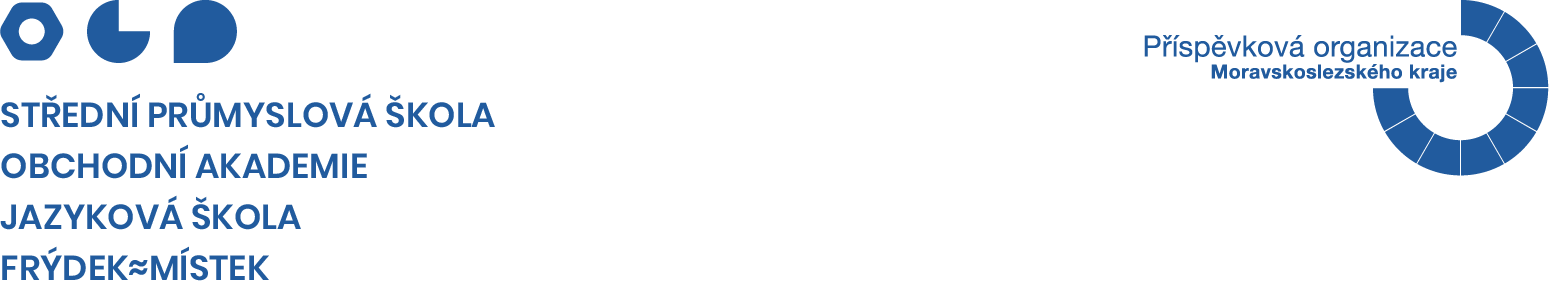 STŘEDNÍ PRŮMYSLOVÁ ŠKOLA
OBCHODNÍ AKADEMIE
JAZYKOVÁ ŠKOLA
FRÝDEK≈MÍSTEK
Příspěvková organizace
Moravskoslezského kraje